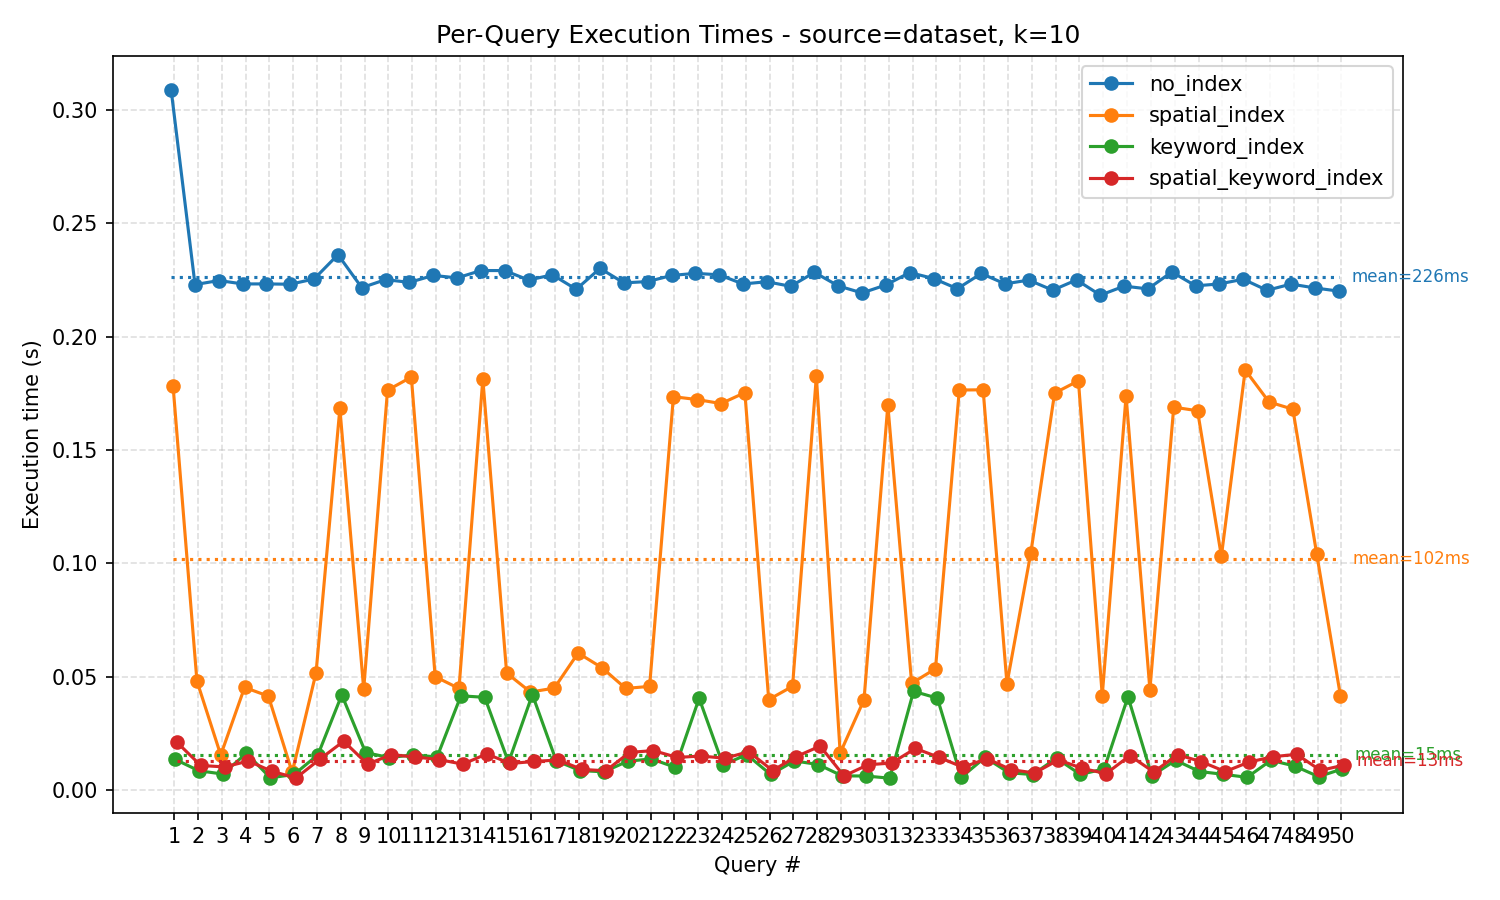 Per-Query Execution Times - source=dataset, k=10
no_index
spatial_index
keyword_index
spatial_keyword_index
Execution time (s)
0.30
0.25
0.20
0.15
0.10
0.05
0.00
mean=226ms
mean=102ms
mean=15ms
mean=13ms
1 2 3 4 5 6 7 8 9 10 11 12 13 14 15 16 17 18 19 20 21 22 23 24 25 26 27 28 29 30 31 32 33 34 35 36 37 38 39 40 41 42 43 44 45 46 47 48 49 50
Query #